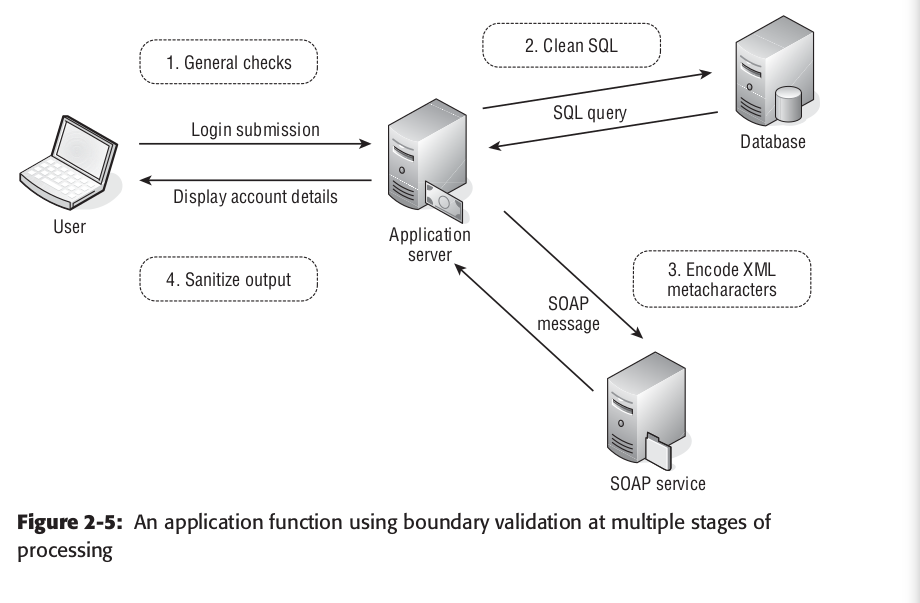 1. General checks
2. Clean SQL
Login submission
SQL query
Database
Display account details
User
Application
server
4. Sanitize output
3. Encode XML
metacharacters
SOAP
message
SOAP service
Figure 2-5: An application function using boundary validation at multiple stages of
processing